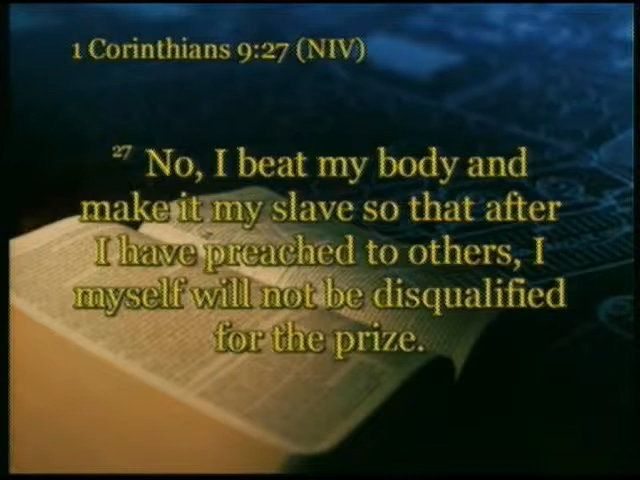 1 Corinthians 9:27 (NIV)
27 No, I beat my body and
make it my slave so that after
I have preached to others, I
myself will not be disqualified
for the prize.